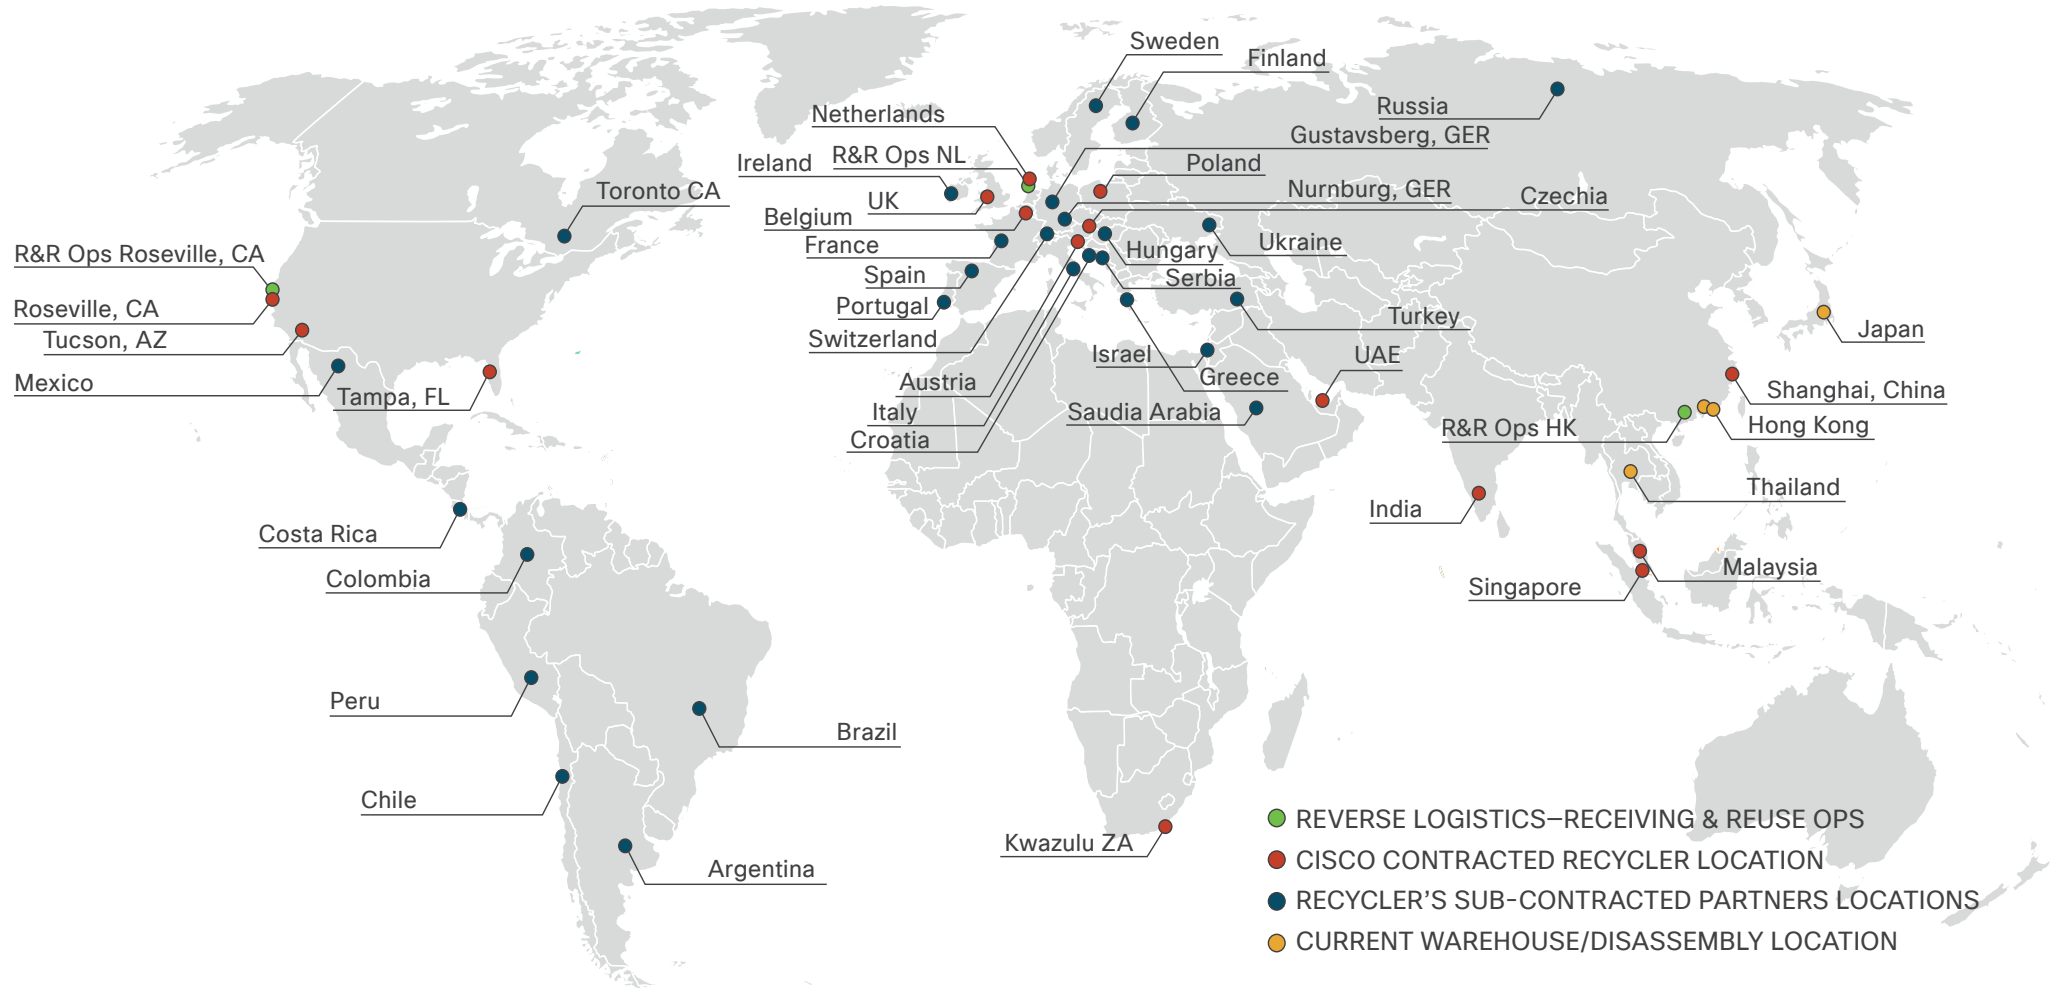 Sweden
Finland
Russia
Netherlands
Gustavsberg, GER
R&R Ops NL
Ireland
Poland
Nurnburg, GER
Czechia
Toronto CA
UK
Belgium
France
Hungary
Ukraine
R&R Ops Roseville, CA
Spain
Serbia
Portugal
Roseville, CA
Turkey
Japan
Tucson, AZ
Switzerland
Israel
UAE
Mexico
Tampa, FL
Austria
Greece
Shanghai, China
Italy
Saudia Arabia
R&R Ops HK
Hong Kong
Croatia
Thailand
India
Costa Rica
Colombia
Malaysia
Singapore
Peru
Brazil
Chile
Kwazulu ZA
Argentina
REVERSE LOGISTICS–RECEIVING & REUSE OPS
CISCO CONTRACTED RECYCLER LOCATION
RECYCLER’S SUB-CONTRACTED PARTNERS LOCATIONS
CURRENT WAREHOUSE/DISASSEMBLY LOCATION